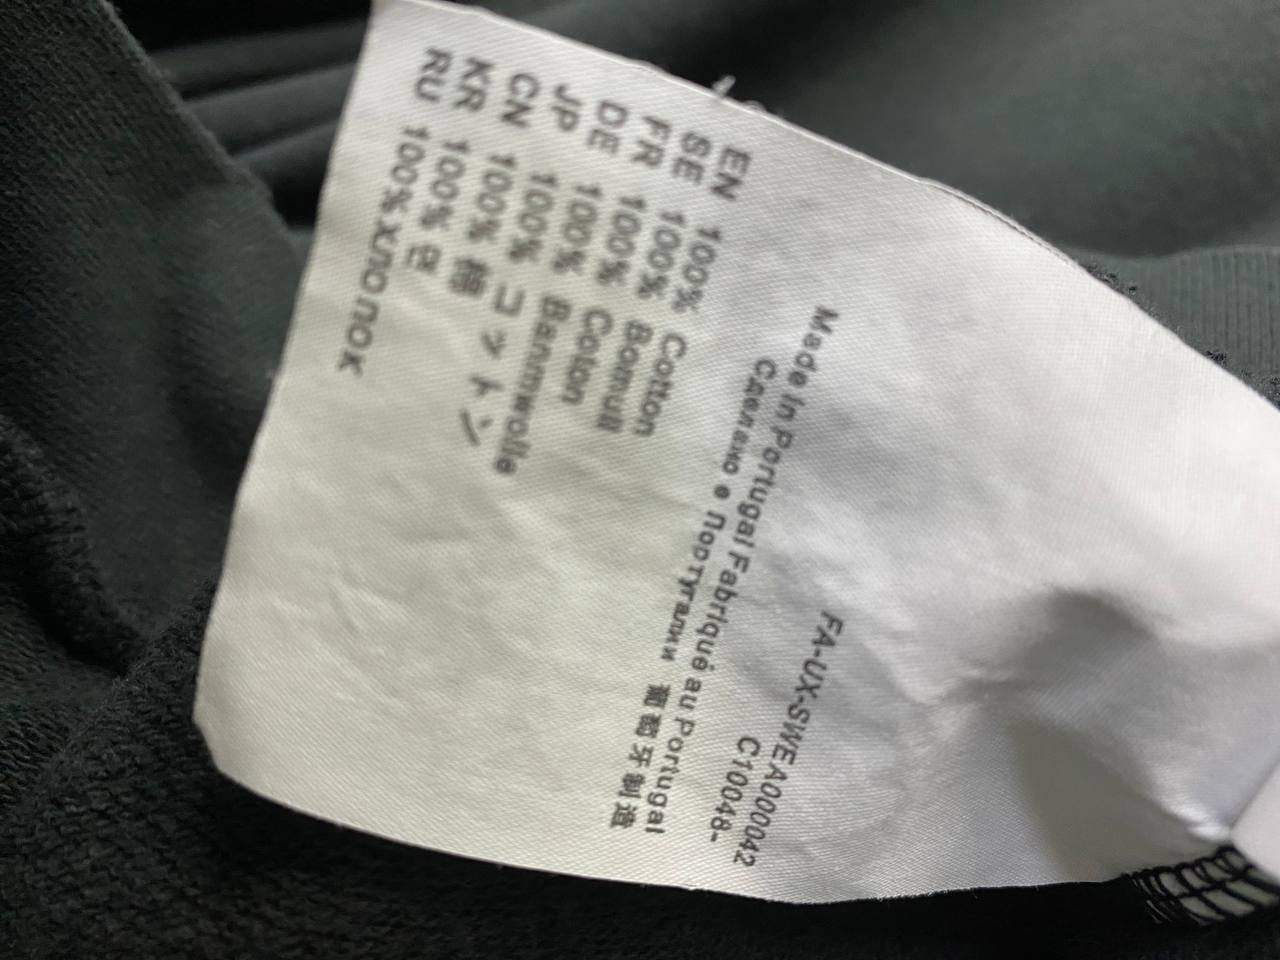 FA-UX-SWEA000042
C10048-
Made in Portugal Fabriqué au Portugal
Сделано в Португалии 葡萄牙制造
EN 100% Cotton
SE 100% Bomull
FR 100% Coton
DE 100% Baumwolle
JP 100% コットン
CN 100% 棉
KR 100% 면
RU 100% хлопок